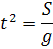 t² = S/g